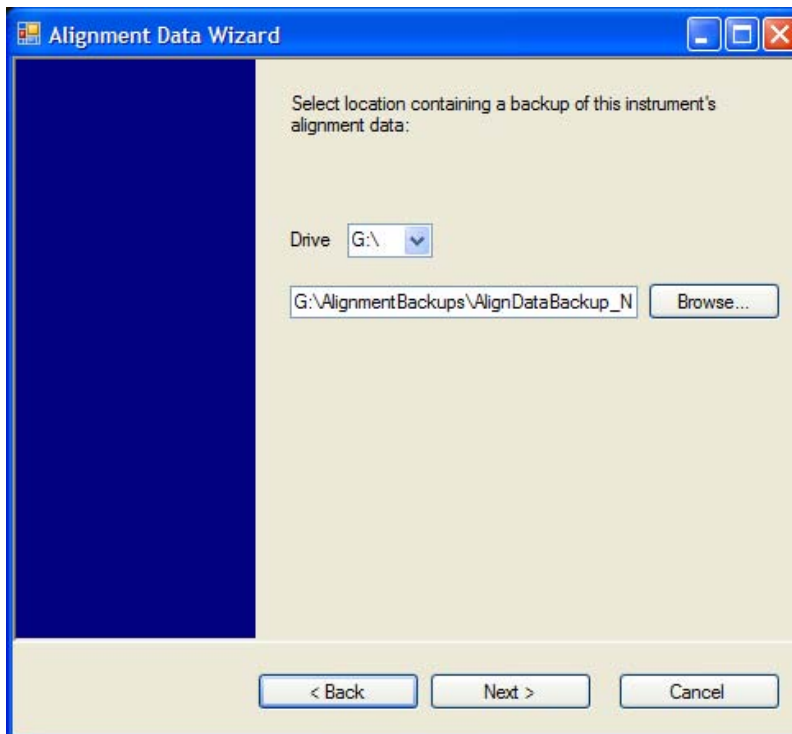 Alignment Data Wizard
Select location containing a backup of this instrument's
alignment data:
Drive G:\
G:\AlignmentBackups\AlignDataBackup_N Browse...
< Back Next > Cancel